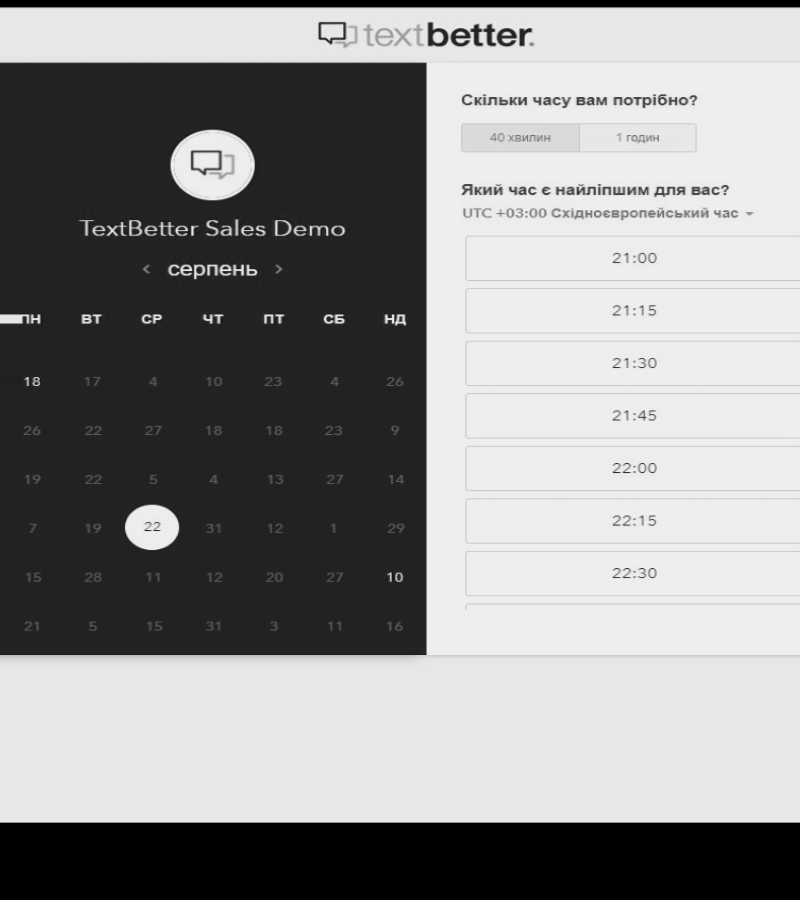 textbetter.
TextBetter Sales Demo
серпень
ПН ВТ СР ЧТ ПТ СБ НД
18 17 4 10 23 4 26
26 22 27 18 18 23 9
19 22 5 4 13 27 14
7 19 22 31 12 1 29
15 28 11 12 20 27 10
21 5 15 31 3 11 16
Скільки часу вам потрібно?
40 хвилин 1 годин
Який час є найліпшим для вас?
UTC +03:00 Східноєвропейський час
21:00
21:15
21:30
21:45
22:00
22:15
22:30